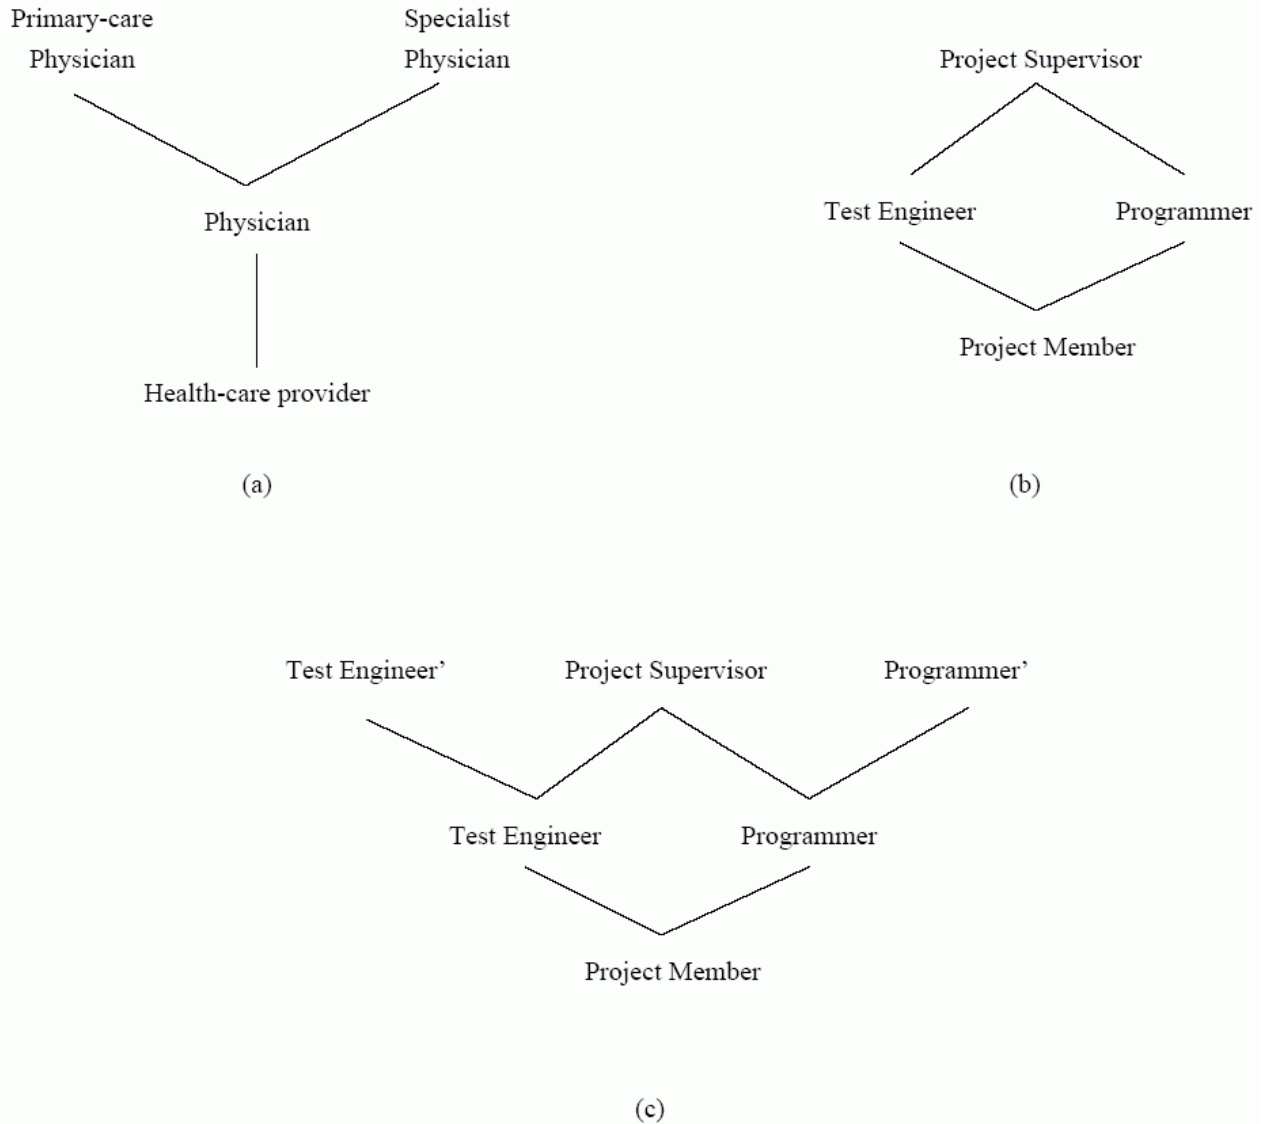 Primary-care
Physician
Specialist
Physician
Physician
Health-care provider
(a)
Project Supervisor
Test Engineer
Programmer
Project Member
(b)
Test Engineer’
Project Supervisor
Programmer’
Test Engineer
Programmer
Project Member
(c)